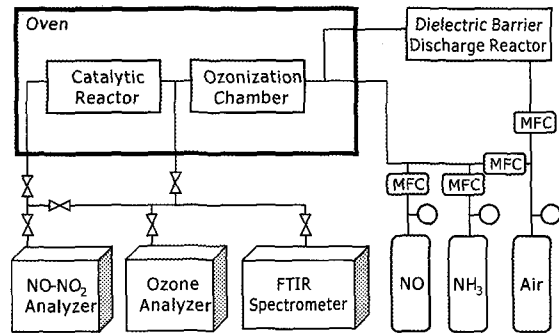 Oven
Catalytic
Reactor
Ozonization
Chamber
Dielectric Barrier
Discharge Reactor
MFC
MFC
MFC
MFC
NO-NO₂
Analyzer
Ozone
Analyzer
FTIR
Spectrometer
NO
NH₃
Air